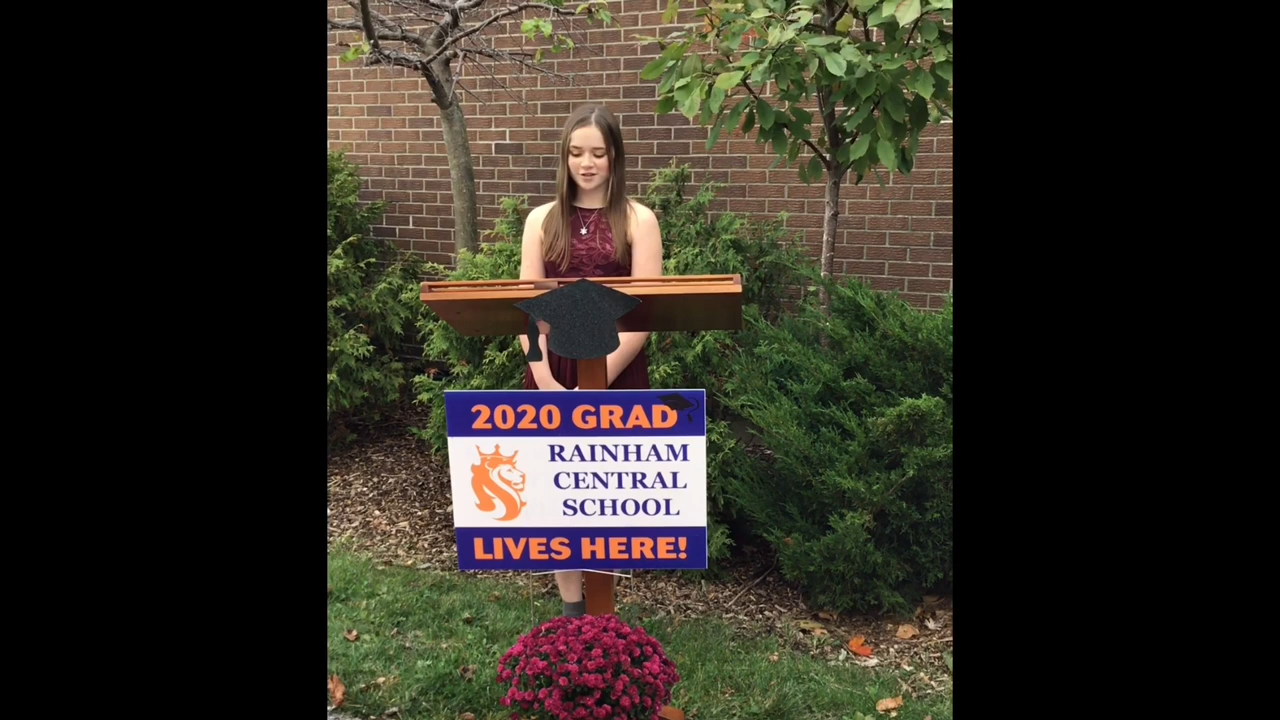 2020 GRAD
RAINHAM
CENTRAL
SCHOOL
LIVES HERE!